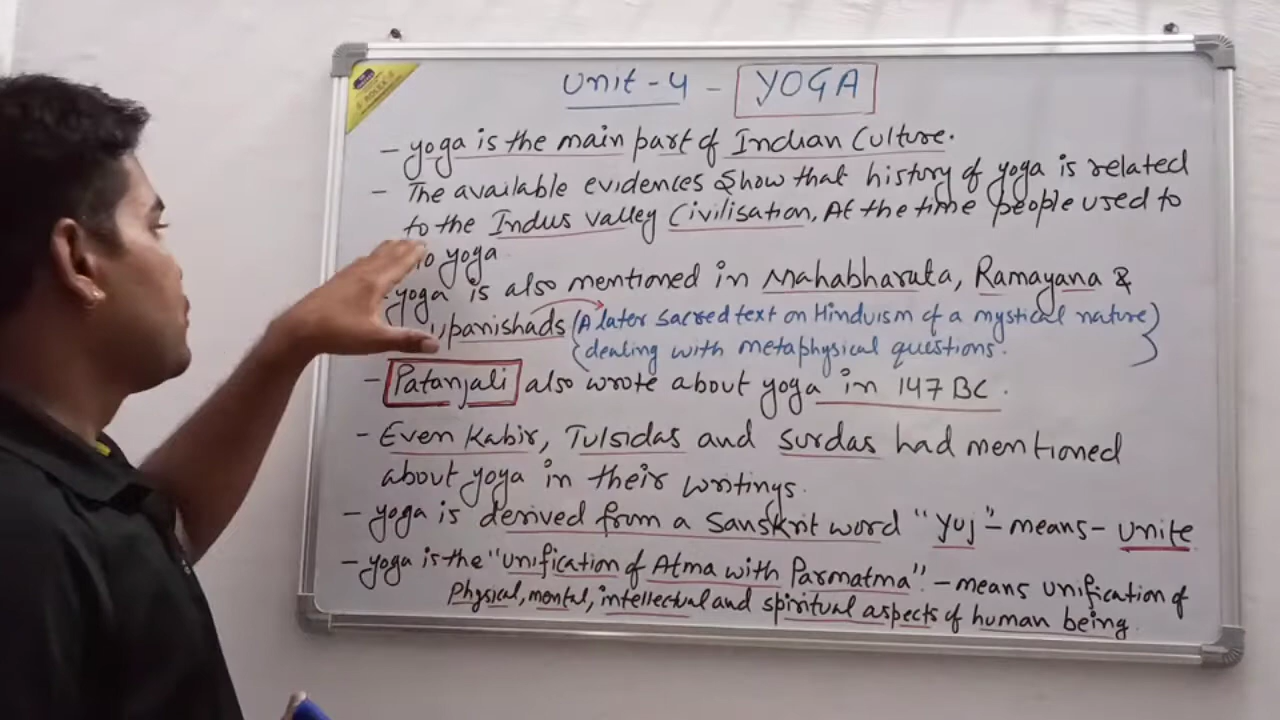 Unit-4 - YOGA
- yoga is the main part of Indian Culture.
- The available evidences Show that history of yoga is related
to the Indus Valley Civilisation, At the time people used to
yoga
yoga is also mentioned in Mahabharata, Ramayana &
upanishads (A later Sacred text on Hinduism of a mystical nature)
dealing with metaphysical questions.
- Patanjali also wrote about yoga in 147 BC.
- Even Kabir, Tulsidas and Surdas had mentioned
about yoga in their writings.
- yoga is derived from a Sanskrit word "Yuj" - means - unite
- yoga is the "unification of Atma with Parmatma" - means unification of
Physical, mental, intellectual and spiritual aspects of human being.